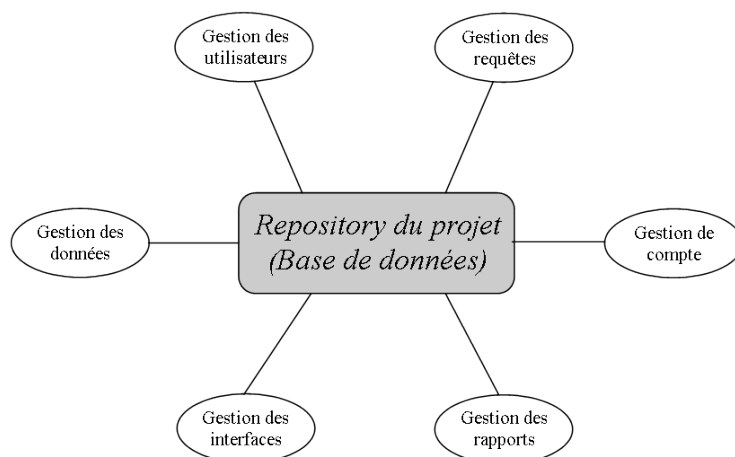 Gestion des
utilisateurs
Gestion des
requêtes
Repository du projet
(Base de données)
Gestion des
données
Gestion de
compte
Gestion des
interfaces
Gestion des
rapports